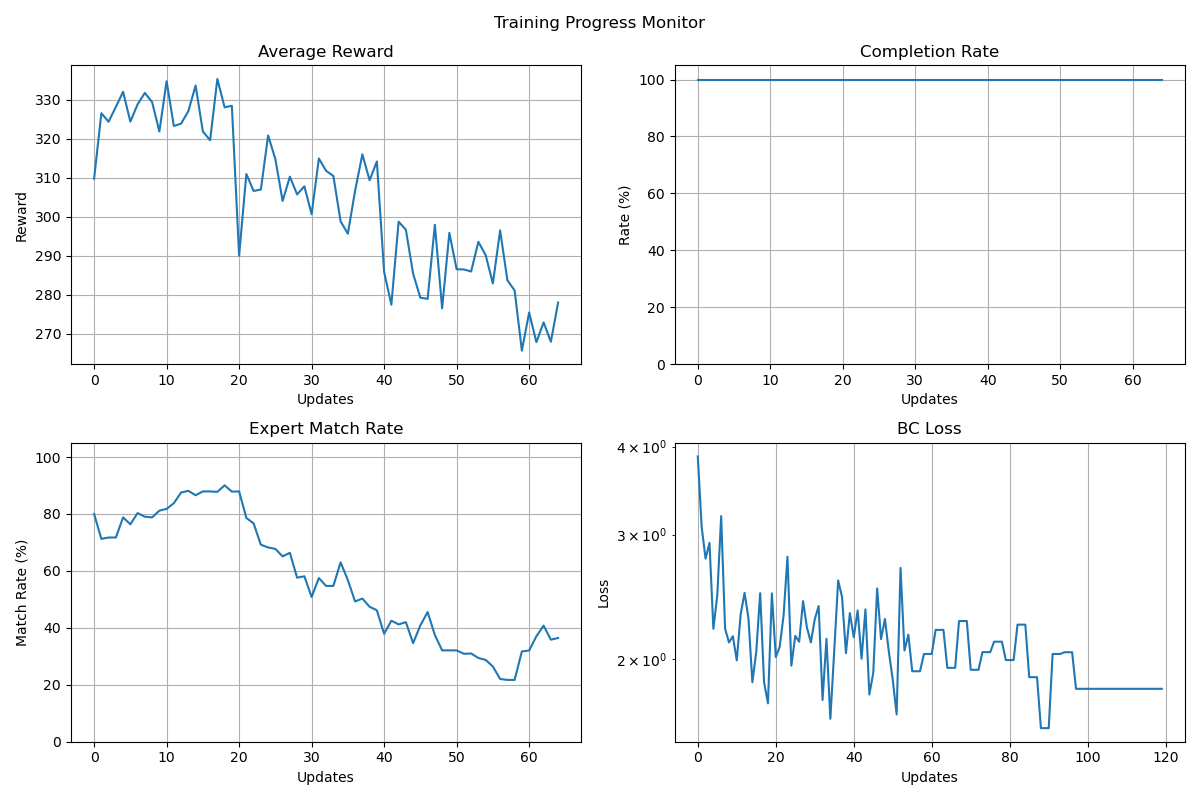 Training Progress Monitor
Average Reward
Reward
330
320
310
300
290
280
270
0 10 20 30 40 50 60
Updates
Completion Rate
Rate (%)
100
80
60
40
20
0
0 10 20 30 40 50 60
Updates
Expert Match Rate
Match Rate (%)
100
80
60
40
20
0
0 10 20 30 40 50 60
Updates
BC Loss
Loss
4 × 10⁰
3 × 10⁰
2 × 10⁰
0 20 40 60 80 100 120
Updates